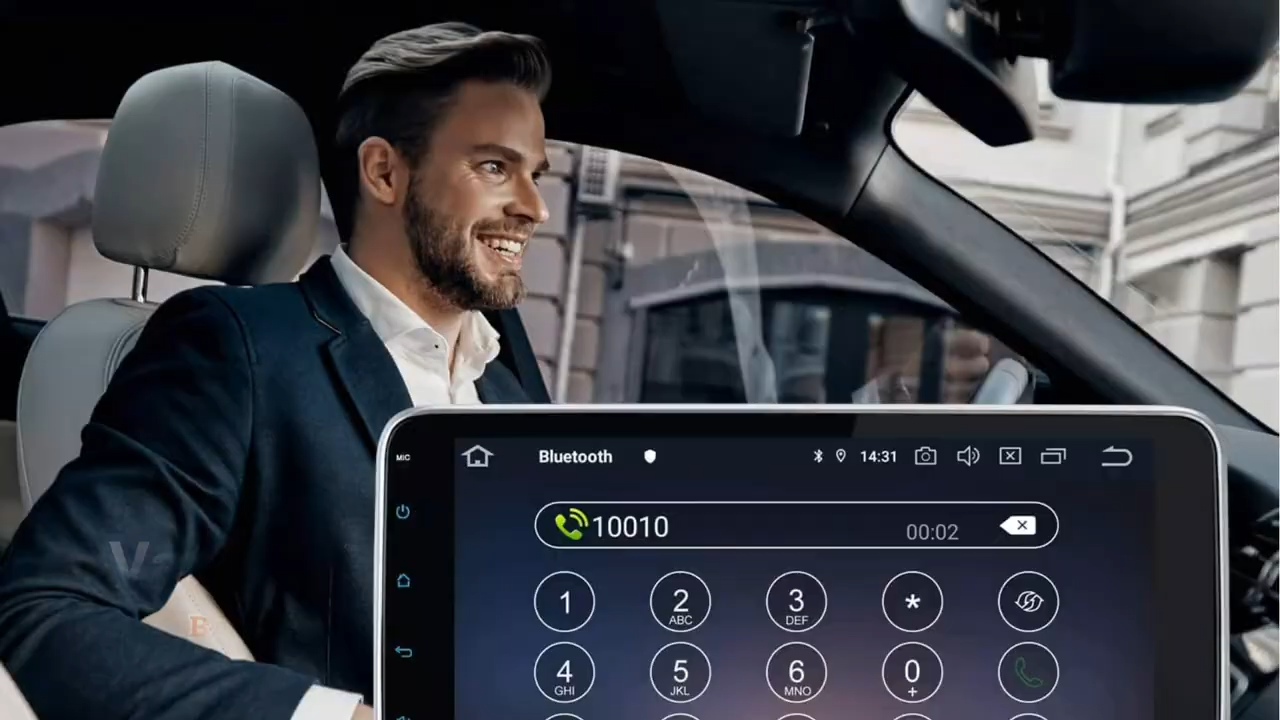 MIC
Bluetooth
14:31
10010
00:02
1
2
ABC
3
DEF
*
4
GHI
5
JKL
6
MNO
0
+